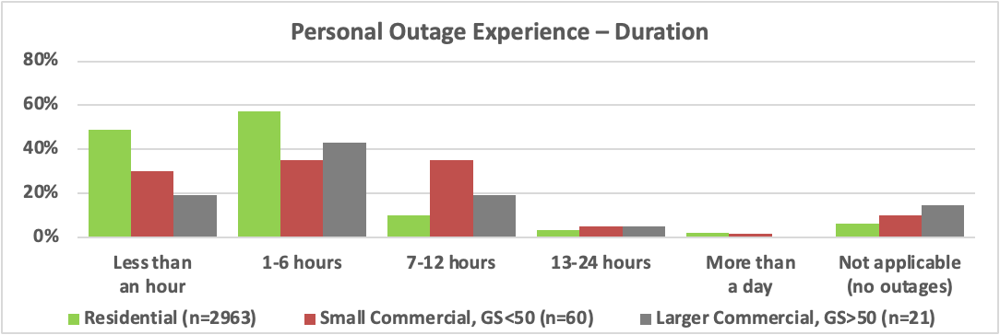 Personal Outage Experience – Duration
80%
60%
40%
20%
0%
Less than
an hour
1-6 hours
7-12 hours
13-24 hours
More than
a day
Not applicable
(no outages)
Residential (n=2963)
Small Commercial, GS<50 (n=60)
Larger Commercial, GS>50 (n=21)